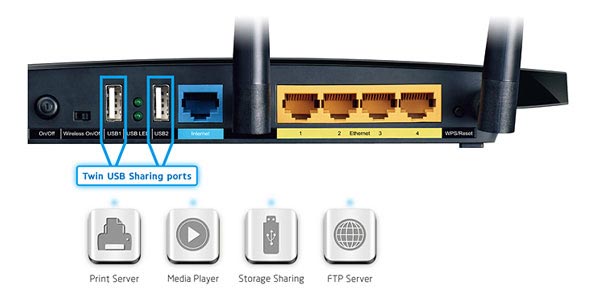 On/Off Wireless On/Off USB1 USB LED USB2 Internet 1 2 Ethernet 3 4 WPS/Reset
Twin USB Sharing ports
Print Server Media Player Storage Sharing FTP Server